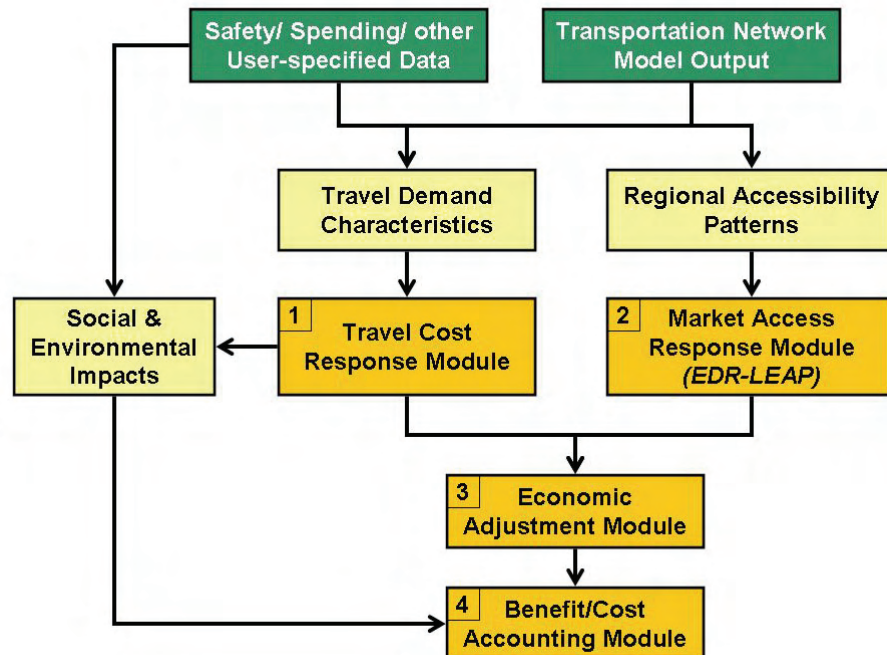 Safety/ Spending/ other
User-specified Data
Transportation Network
Model Output
Travel Demand
Characteristics
Regional Accessibility
Patterns
Social &
Environmental
Impacts
1
Travel Cost
Response Module
2
Market Access
Response Module
(EDR-LEAP)
3
Economic
Adjustment Module
4
Benefit/Cost
Accounting Module